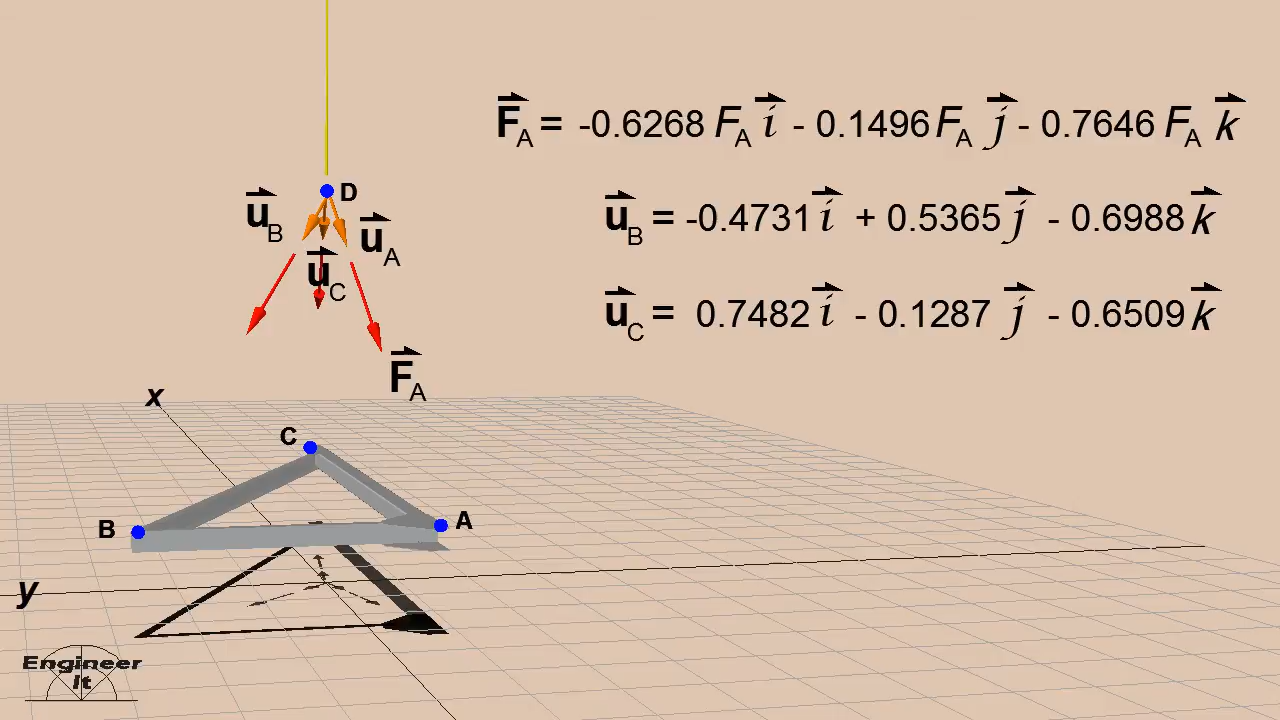 F_A = -0.6268 F_A i - 0.1496 F_A j - 0.7646 F_A k
D
u_B
u_B = -0.4731 i + 0.5365 j - 0.6988 k
u_A
u_C
u_C = 0.7482 i - 0.1287 j - 0.6509 k
F_A
x
C
B
A
y
Engineer
It